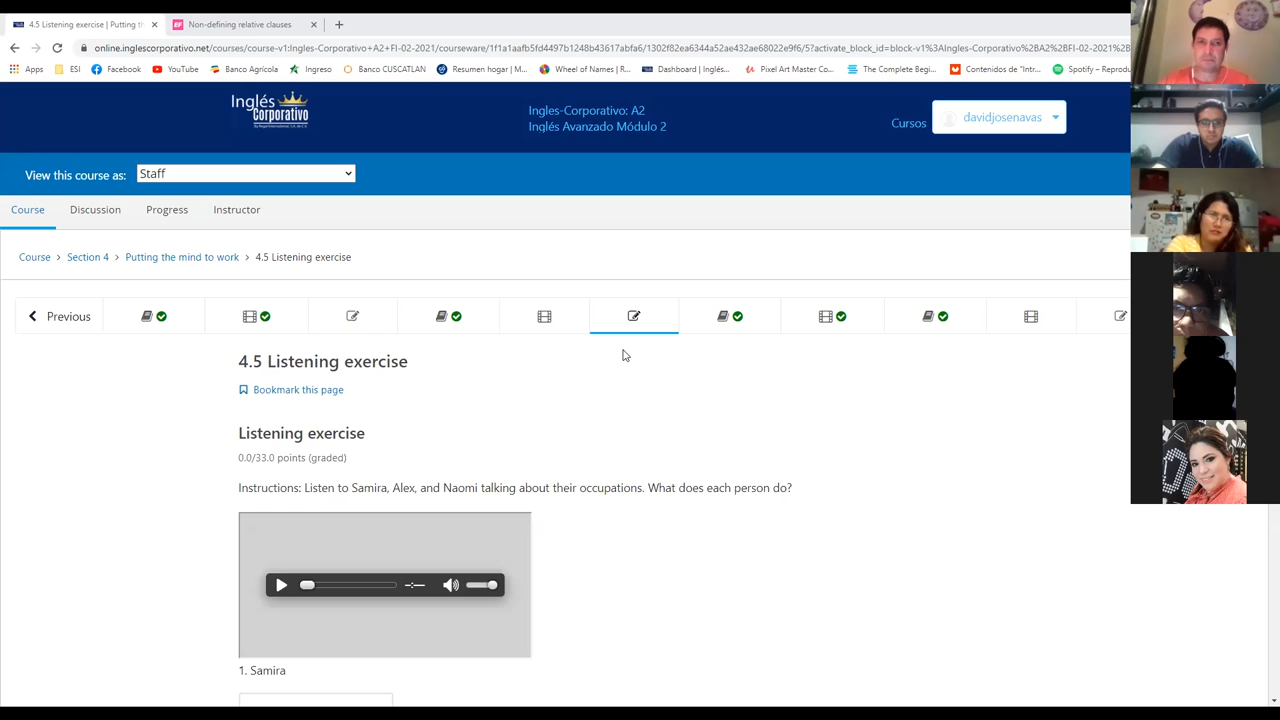 4.5 Listening exercise | Putting th
Non-defining relative clauses
online.inglescorporativo.net/courses/course-v1:Ingles-Corporativo+A2+FI-02-2021/courseware/1f1a1aafb5fd4497b1248b43617abfa6/1302f82ea6344a52ae432ae68022e9f6/5?activate_block_id=block-v1%3AIngles-Corporativo%2BA2%2BFI-02-2021%2B
Apps ESI Facebook YouTube Banco Agrícola Ingreso Banco CUSCATLAN Resumen hogar | M... Wheel of Names | R... Dashboard | Inglés... Pixel Art Master Co... The Complete Begi... Contenidos de "Intr... Spotify – Reprodu
Inglés
Corporativo
Ingles-Corporativo: A2
Inglés Avanzado Módulo 2
Cursos davidjosenavas
View this course as: Staff
Course Discussion Progress Instructor
Course > Section 4 > Putting the mind to work > 4.5 Listening exercise
Previous
4.5 Listening exercise
Bookmark this page
Listening exercise
0.0/33.0 points (graded)
Instructions: Listen to Samira, Alex, and Naomi talking about their occupations. What does each person do?
-:--
1. Samira